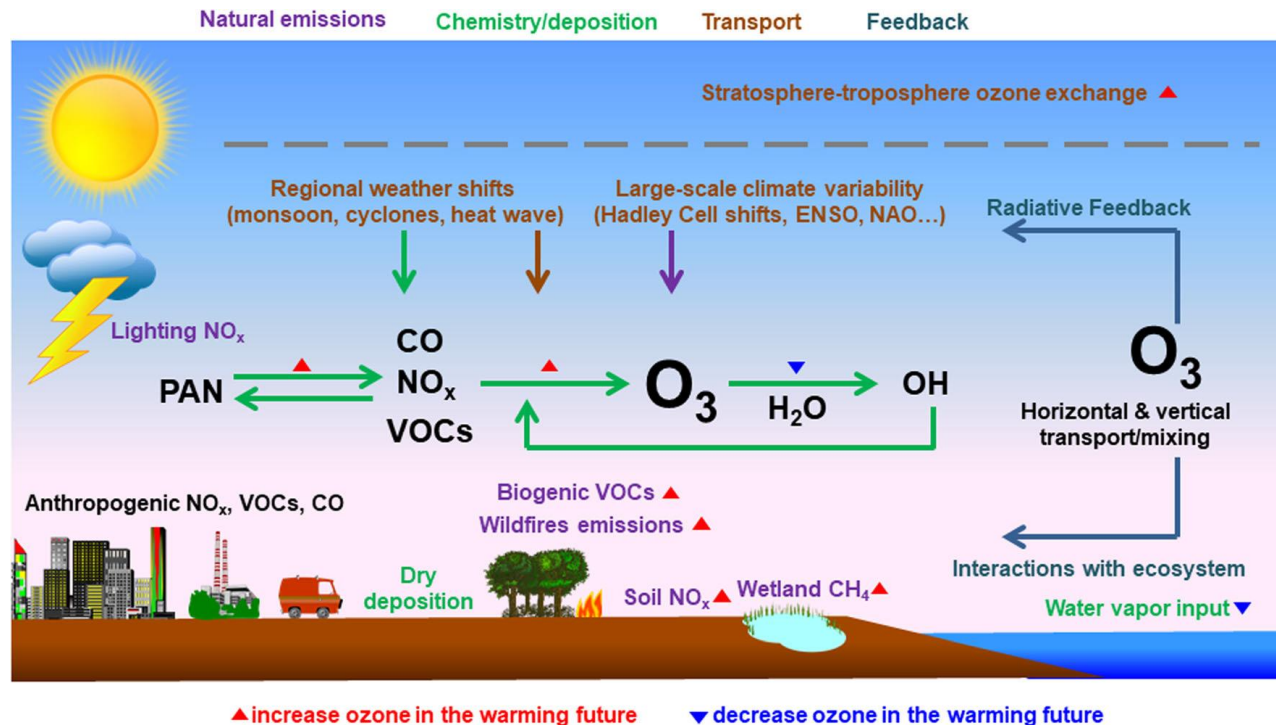 Natural emissions Chemistry/deposition Transport Feedback
Stratosphere-troposphere ozone exchange
Regional weather shifts
(monsoon, cyclones, heat wave)
Large-scale climate variability
(Hadley Cell shifts, ENSO, NAO...)
Radiative Feedback
Lighting NOₓ
PAN
CO
NOₓ
VOCs
O₃
H₂O
OH
O₃
Horizontal & vertical
transport/mixing
Anthropogenic NOₓ, VOCs, CO
Biogenic VOCs
Wildfires emissions
Dry
deposition
Soil NOₓ
Wetland CH₄
Interactions with ecosystem
Water vapor input
increase ozone in the warming future
decrease ozone in the warming future